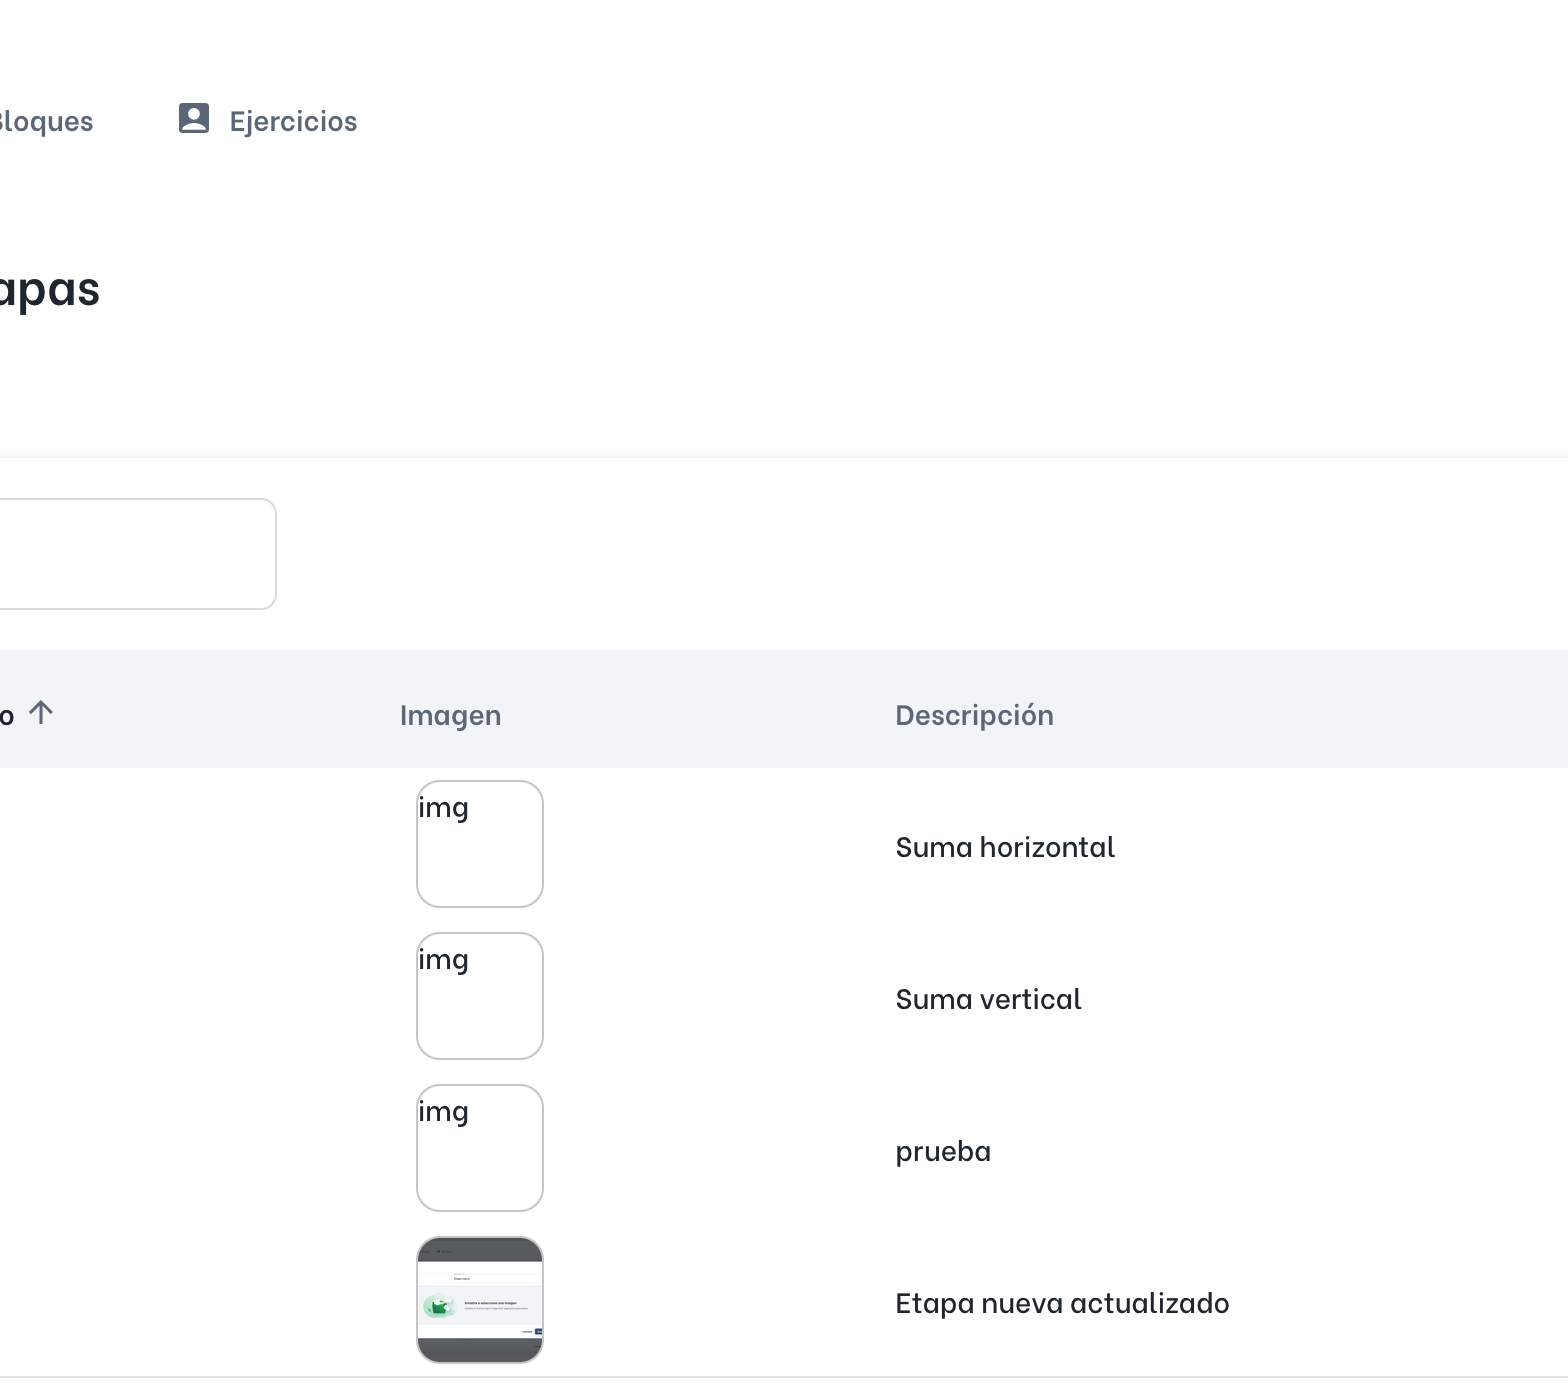 Bloques
Ejercicios
apas
o
Imagen
Descripción
img
Suma horizontal
img
Suma vertical
img
prueba
Etapa nueva actualizado